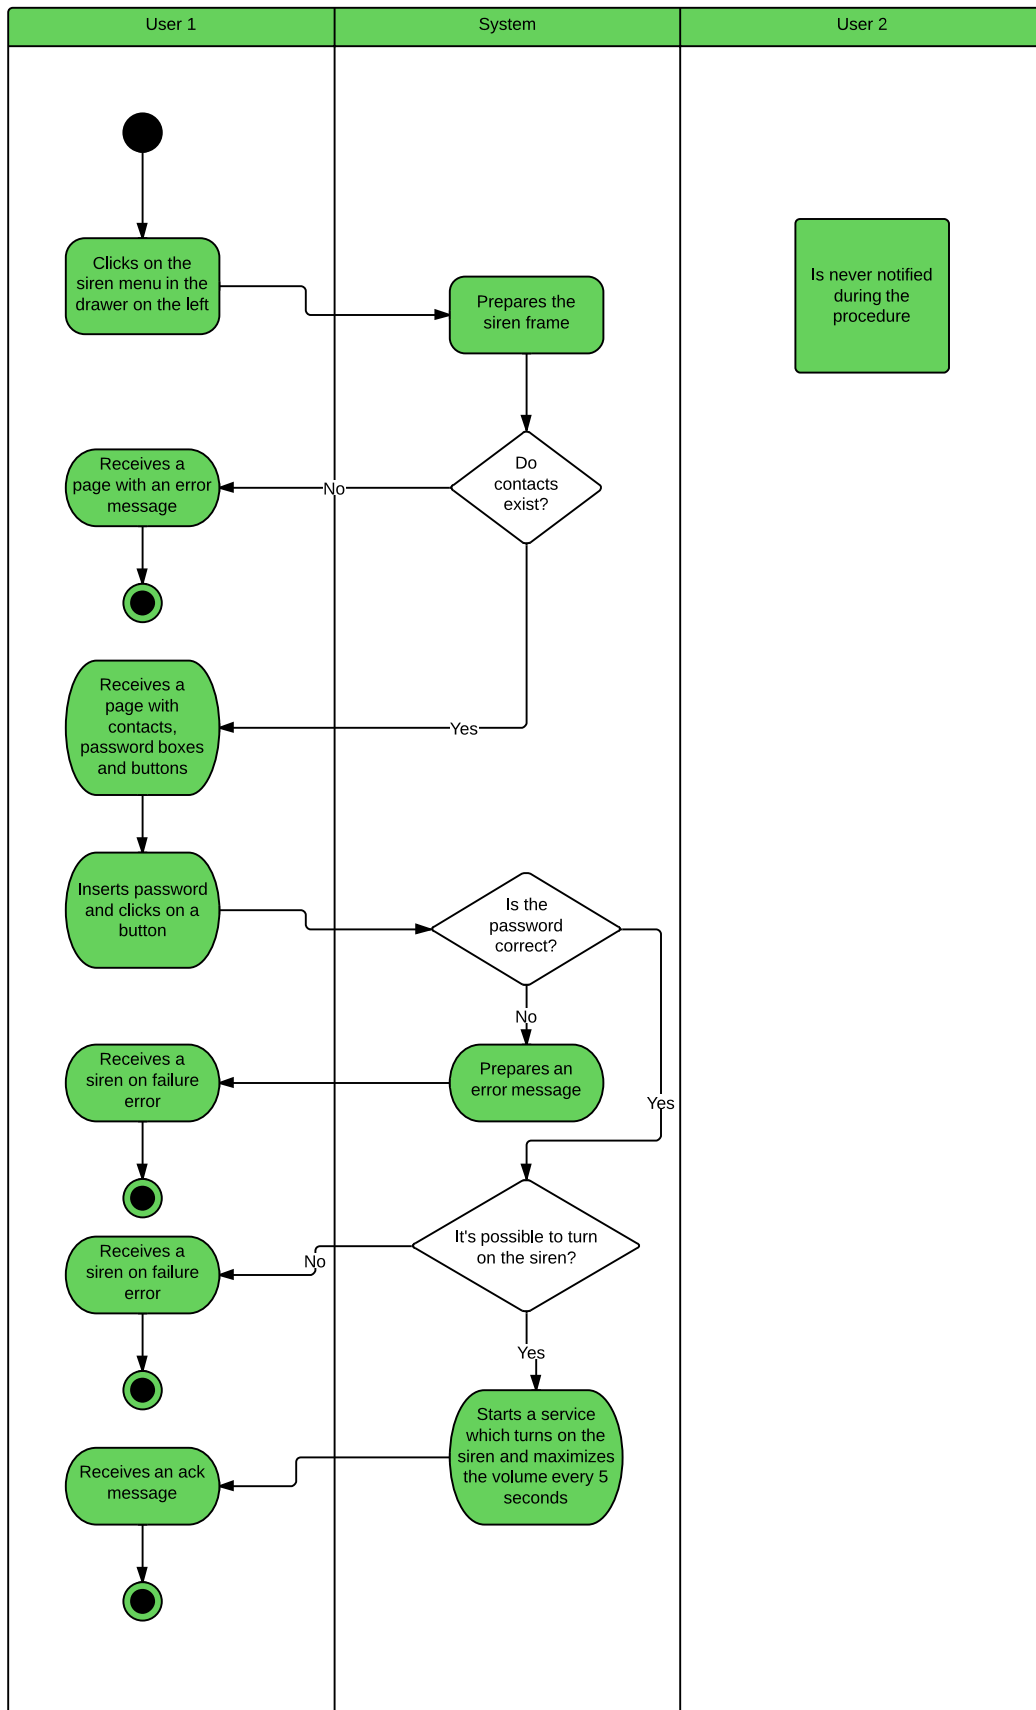 User 1
System
User 2
Clicks on the
siren menu in the
drawer on the left
Prepares the
siren frame
Is never notified
during the
procedure
Do
contacts
exist?
No
Receives a
page with an error
message
Receives a
page with
contacts,
password boxes
and buttons
Yes
Inserts password
and clicks on a
button
Is the
password
correct?
No
Prepares an
error message
Receives a
siren on failure
error
Yes
It's possible to turn
on the siren?
No
Receives a
siren on failure
error
Yes
Starts a service
which turns on the
siren and maximizes
the volume every 5
seconds
Receives an ack
message